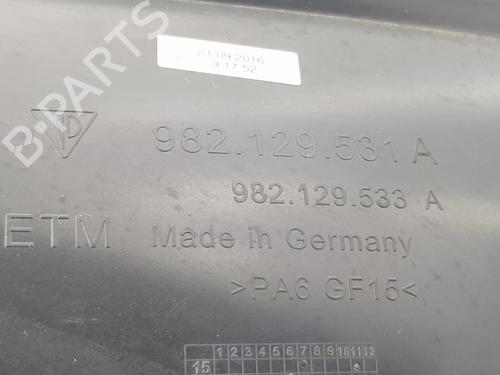 21.09.2016
3 17:52
982.129.531 A
982.129.533 A
ETM Made in Germany
>PA6 GF15<
1 2 3 4 5 6 7 8 9 10 11 12
15
B-PARTS